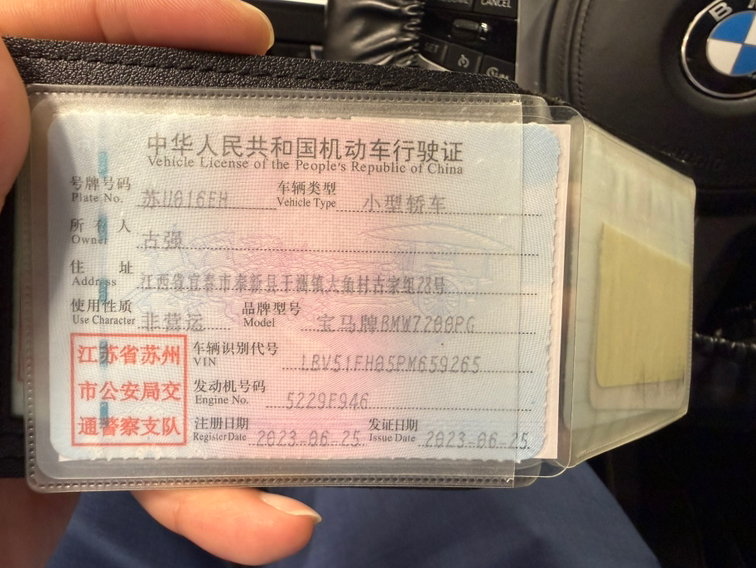 CANCEL
SET
B M
中华人民共和国机动车行驶证
Vehicle License of the People's Republic of China
号牌号码 苏U016FH 车辆类型 小型轿车
Plate No. Vehicle Type
所有人 古强
Owner
住址 江西省宜春市奉新县干洲镇大鱼村古家组28号
Address
使用性质 非营运 品牌型号 宝马牌BMW7200PG
Use Character Model
江苏省苏州
市公安局交
通警察支队
车辆识别代号 LBV51FH05PM659265
VIN
发动机号码 5229F946
Engine No.
注册日期 2023-06-25 发证日期 2023-06-25
Register Date Issue Date